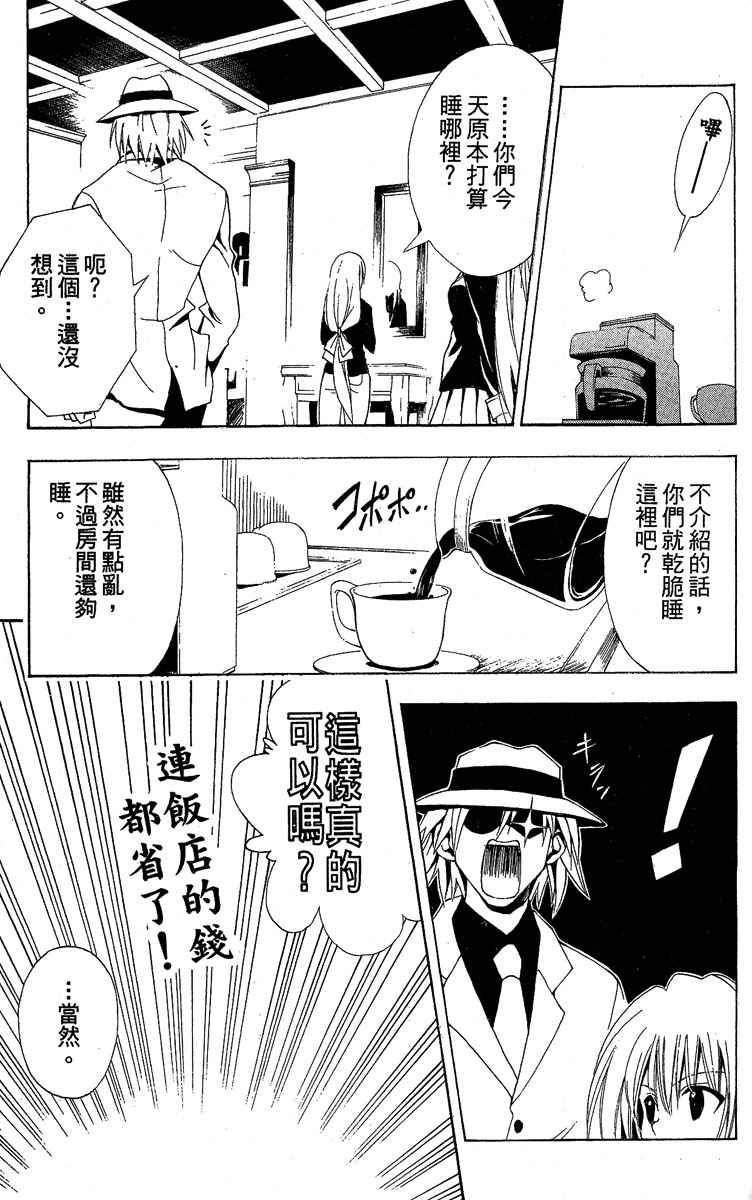 嗶——
……你們今
天原本打算
睡哪裡？
呃？
這個…還沒
想到。
不介紹的話，
你們就乾脆睡
這裡吧？
コポポ..
雖然有點亂，
不過房間還夠
睡。
！
キラッ
這樣真的
可以嗎？
連飯店的錢
都省了！
…當然。